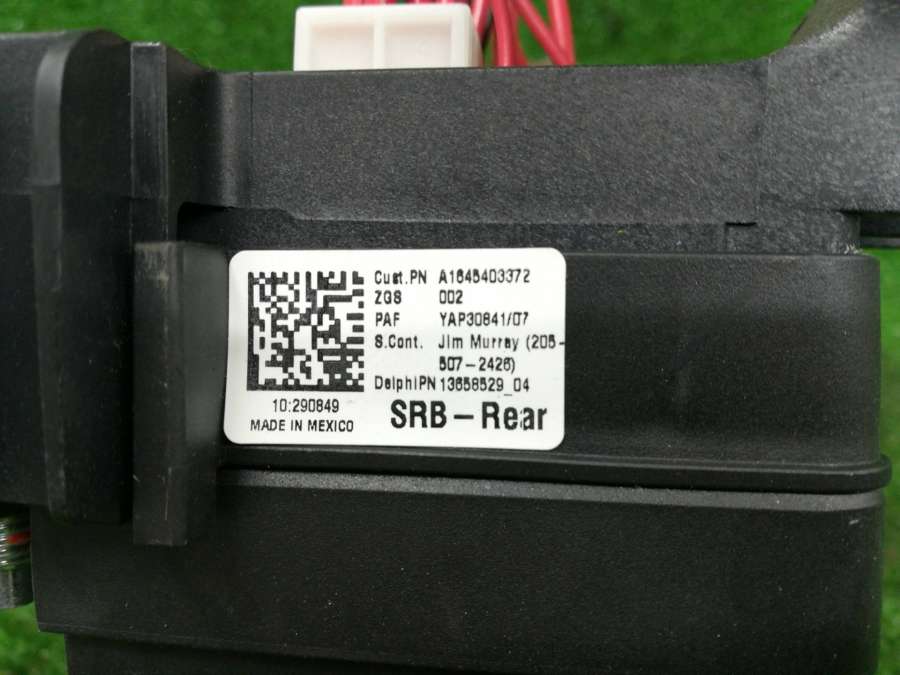 Cust.PN A1645403372
ZGS 002
PAF YAP30841/07
S.Cont. Jim Murray (205-
507-2426)
DelphiPN 13658529_04
10:290849
MADE IN MEXICO
SRB-Rear